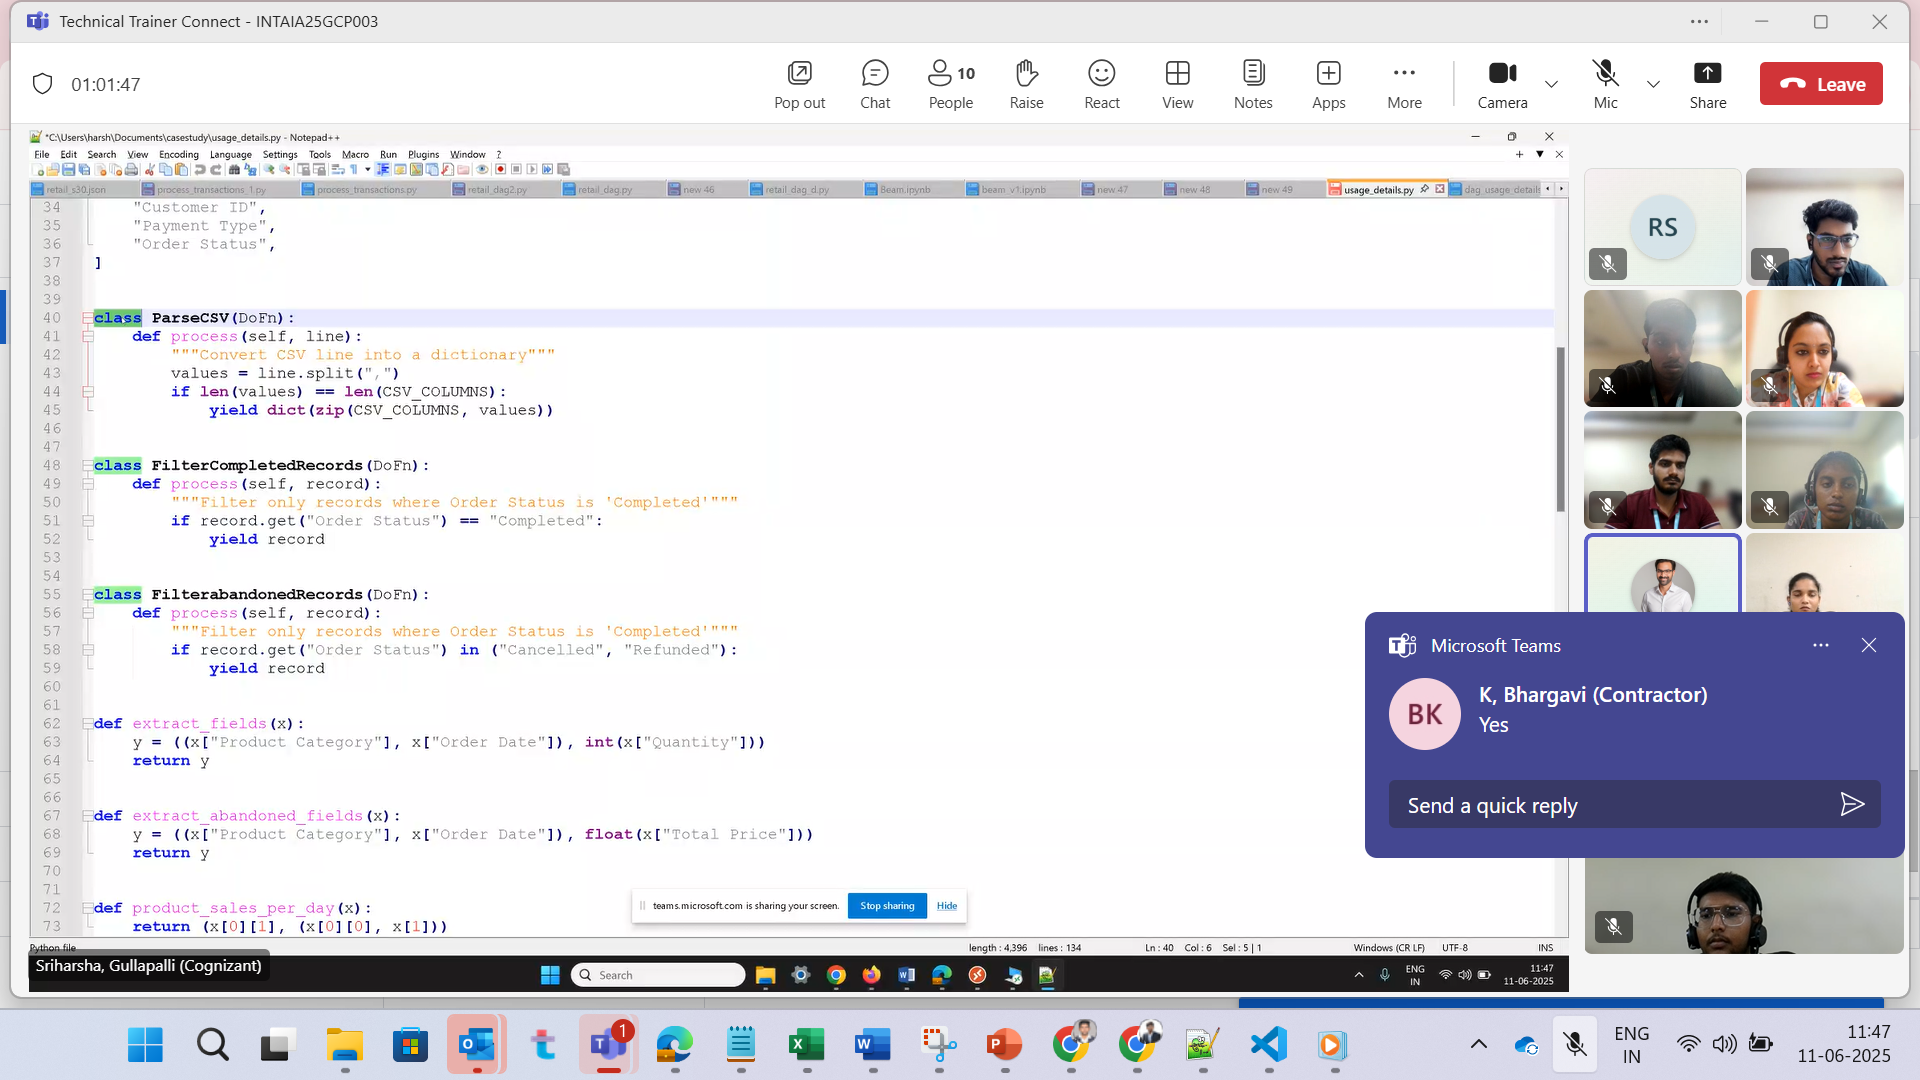 Technical Trainer Connect - INTAIA25GCP003
01:01:47
Pop out
Chat
People
10
Raise
React
View
Notes
Apps
More
Camera
Mic
Share
Leave
*C:\Users\harsh\Documents\casestudy\usage_details.py - Notepad++
File Edit Search View Encoding Language Settings Tools Macro Run Plugins Window ?
retail_s30.json process_transactions_1.py process_transactions.py retail_dag2.py retail_dag.py new 46 retail_dag_d.py Beam.ipynb beam_v1.ipynb new 47 new 48 new 49 usage_details.py dag_usage_details
34 "Customer ID",
35 "Payment Type",
36 "Order Status",
37 ]
38
39
40 class ParseCSV(DoFn):
41 def process(self, line):
42 """Convert CSV line into a dictionary"""
43 values = line.split(",")
44 if len(values) == len(CSV_COLUMNS):
45 yield dict(zip(CSV_COLUMNS, values))
46
47
48 class FilterCompletedRecords(DoFn):
49 def process(self, record):
50 """Filter only records where Order Status is 'Completed'"""
51 if record.get("Order Status") == "Completed":
52 yield record
53
54
55 class FilterabandonedRecords(DoFn):
56 def process(self, record):
57 """Filter only records where Order Status is 'Completed'"""
58 if record.get("Order Status") in ("Cancelled", "Refunded"):
59 yield record
60
61
62 def extract_fields(x):
63 y = ((x["Product Category"], x["Order Date"]), int(x["Quantity"]))
64 return y
65
66
67 def extract_abandoned_fields(x):
68 y = ((x["Product Category"], x["Order Date"]), float(x["Total Price"]))
69 return y
70
71
72 def product_sales_per_day(x):
73 return (x[0][1], (x[0][0], x[1]))
teams.microsoft.com is sharing your screen. Stop sharing Hide
Python file length : 4,396 lines : 134 Ln : 40 Col : 6 Sel : 5 | 1 Windows (CR LF) UTF-8 INS
Sriharsha, Gullapalli (Cognizant)
Search
ENG
IN
11:47
11-06-2025
RS
Microsoft Teams
BK
K, Bhargavi (Contractor)
Yes
Send a quick reply
1
ENG
IN
11:47
11-06-2025